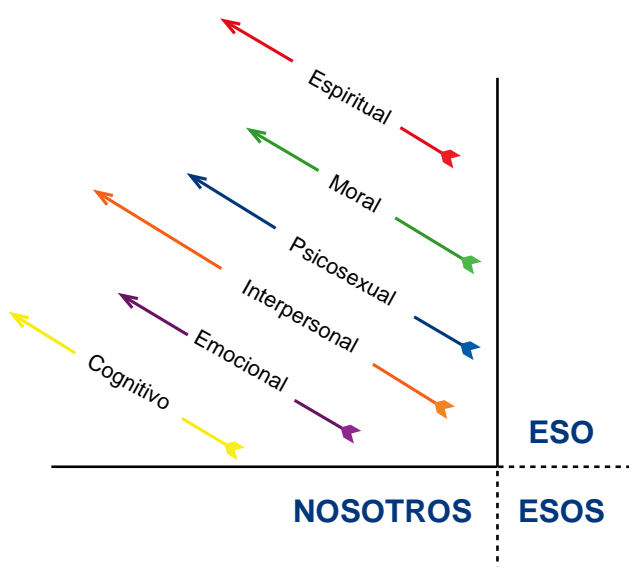 Espiritual
Moral
Psicosexual
Interpersonal
Emocional
Cognitivo
ESO
NOSOTROS
ESOS